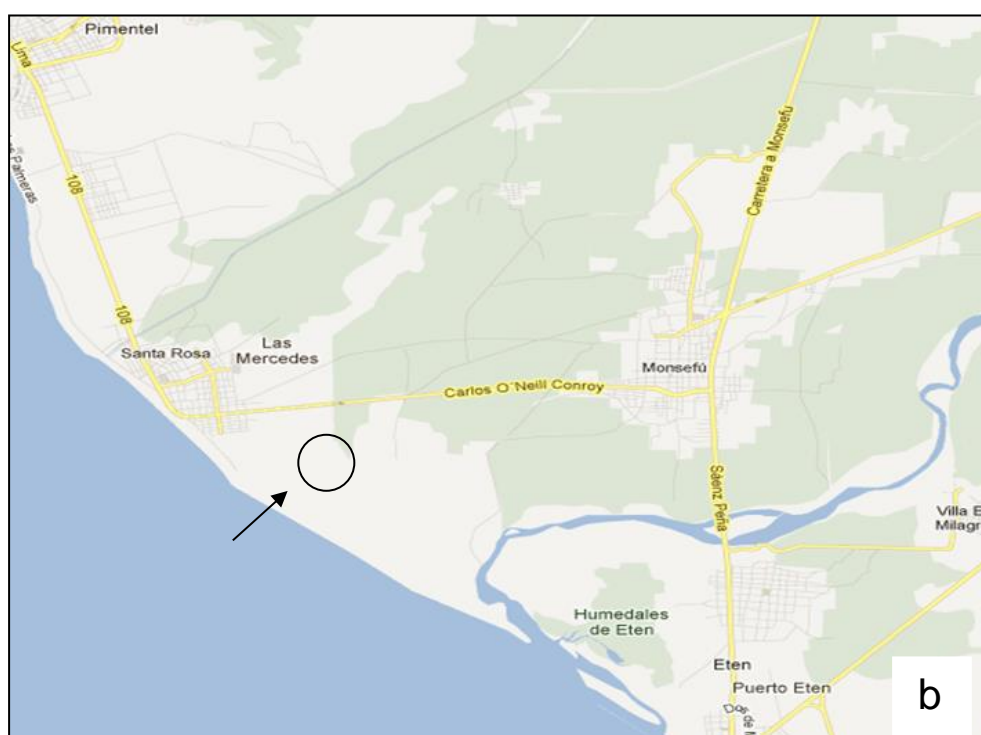 Pimentel
Lima
Las Palmeras
108
Carretera a Monsefú
108
Santa Rosa
Las
Mercedes
Monsefú
Carlos O´Neill Conroy
Sáenz Peña
Villa E
Milagr
Humedales
de Eten
Eten
Puerto Eten
b